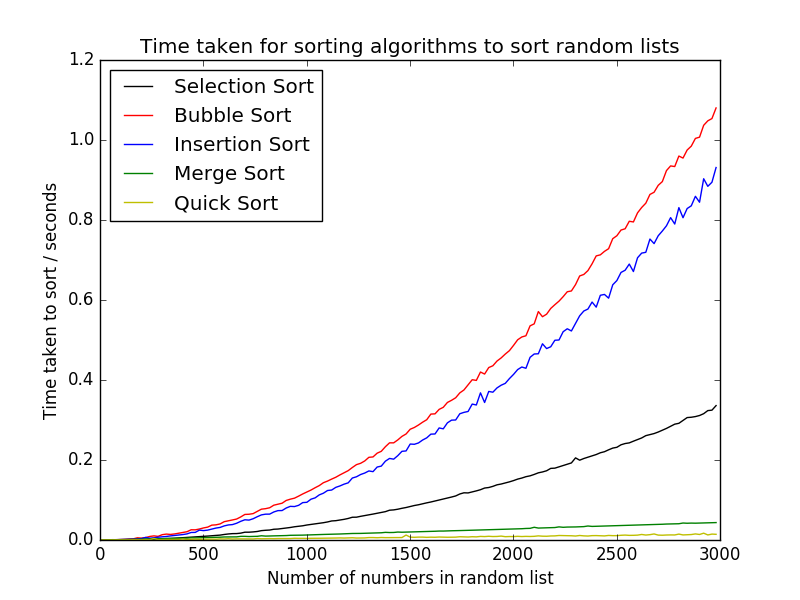 Time taken for sorting algorithms to sort random lists
1.2
1.0
0.8
0.6
0.4
0.2
0.0
Time taken to sort / seconds
Selection Sort
Bubble Sort
Insertion Sort
Merge Sort
Quick Sort
0 500 1000 1500 2000 2500 3000
Number of numbers in random list